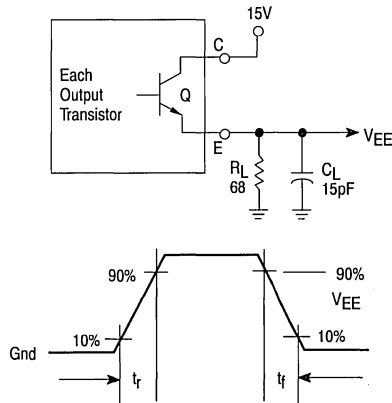 15V
C
Each
Output
Transistor
Q
E
VEE
RL
68
CL
15pF
90%
90%
VEE
10%
10%
Gnd
tr
tf